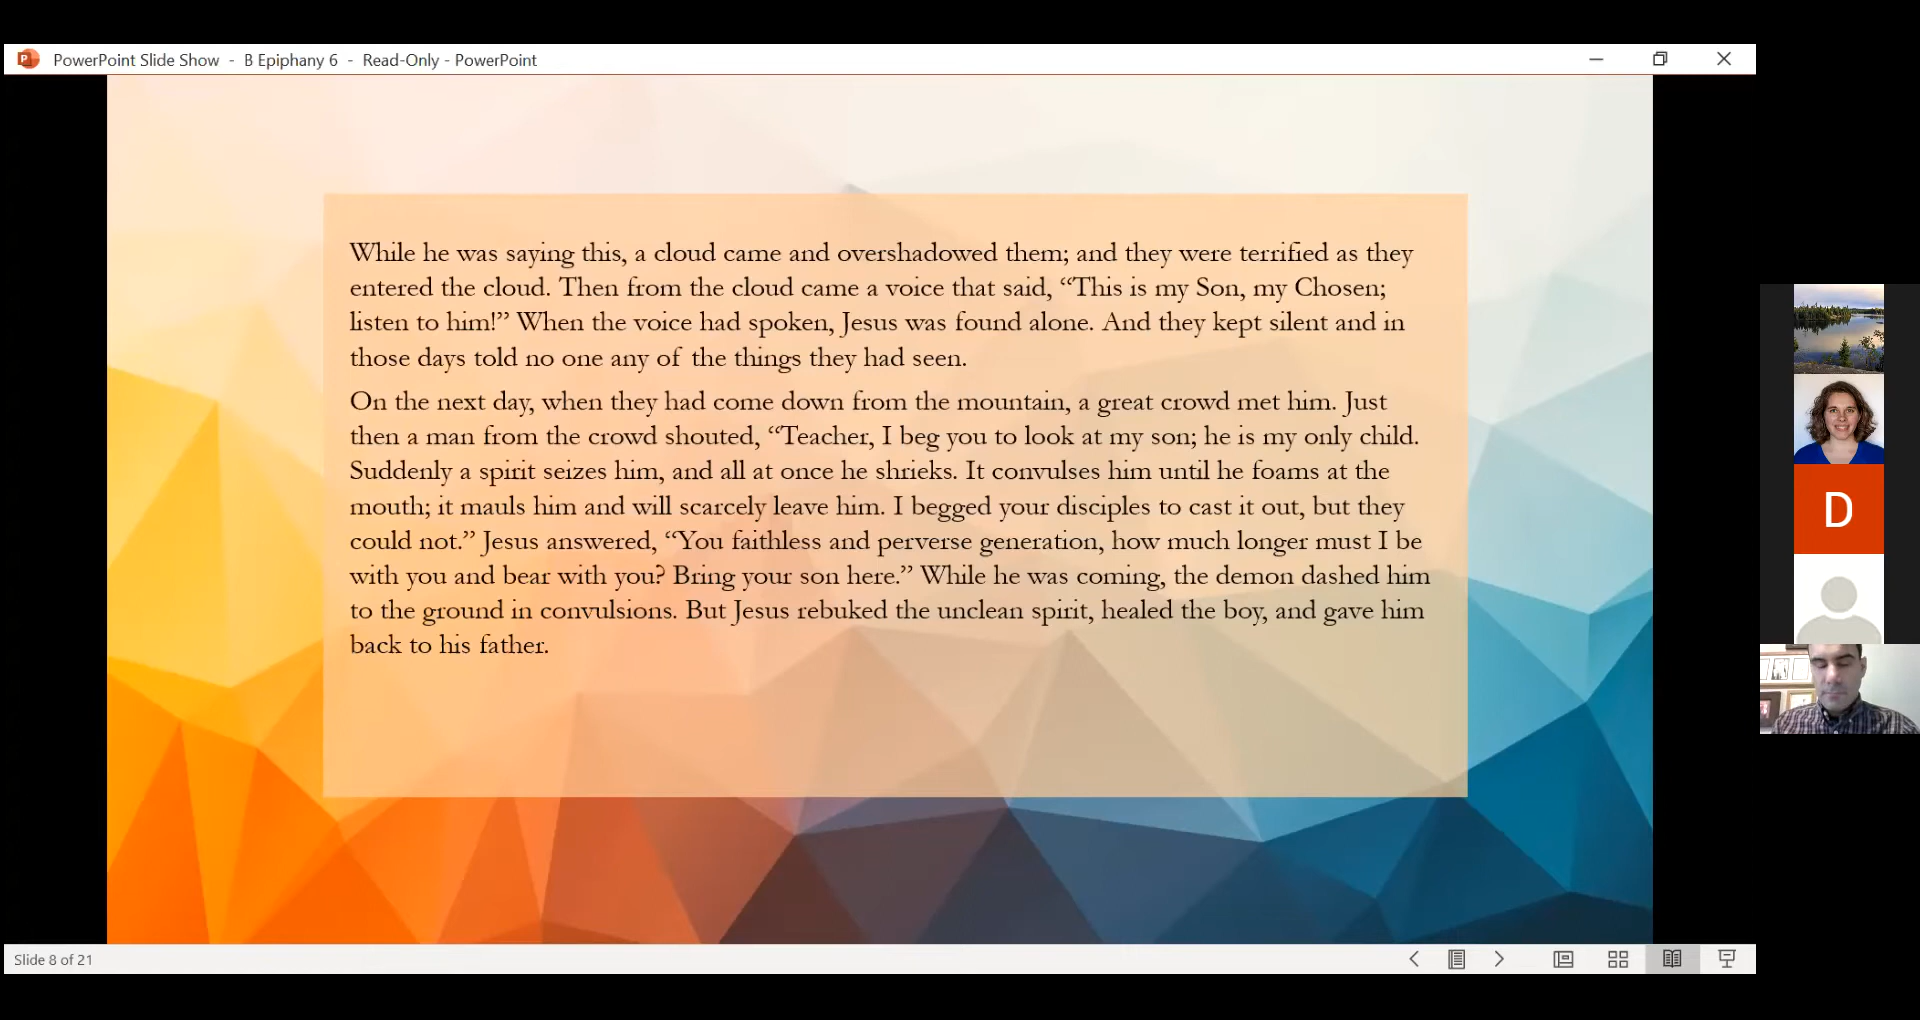 PowerPoint Slide Show - B Epiphany 6 - Read-Only - PowerPoint
While he was saying this, a cloud came and overshadowed them; and they were terrified as they
entered the cloud. Then from the cloud came a voice that said, “This is my Son, my Chosen;
listen to him!” When the voice had spoken, Jesus was found alone. And they kept silent and in
those days told no one any of the things they had seen.
On the next day, when they had come down from the mountain, a great crowd met him. Just
then a man from the crowd shouted, “Teacher, I beg you to look at my son; he is my only child.
Suddenly a spirit seizes him, and all at once he shrieks. It convulses him until he foams at the
mouth; it mauls him and will scarcely leave him. I begged your disciples to cast it out, but they
could not.” Jesus answered, “You faithless and perverse generation, how much longer must I be
with you and bear with you? Bring your son here.” While he was coming, the demon dashed him
to the ground in convulsions. But Jesus rebuked the unclean spirit, healed the boy, and gave him
back to his father.
D
Slide 8 of 21